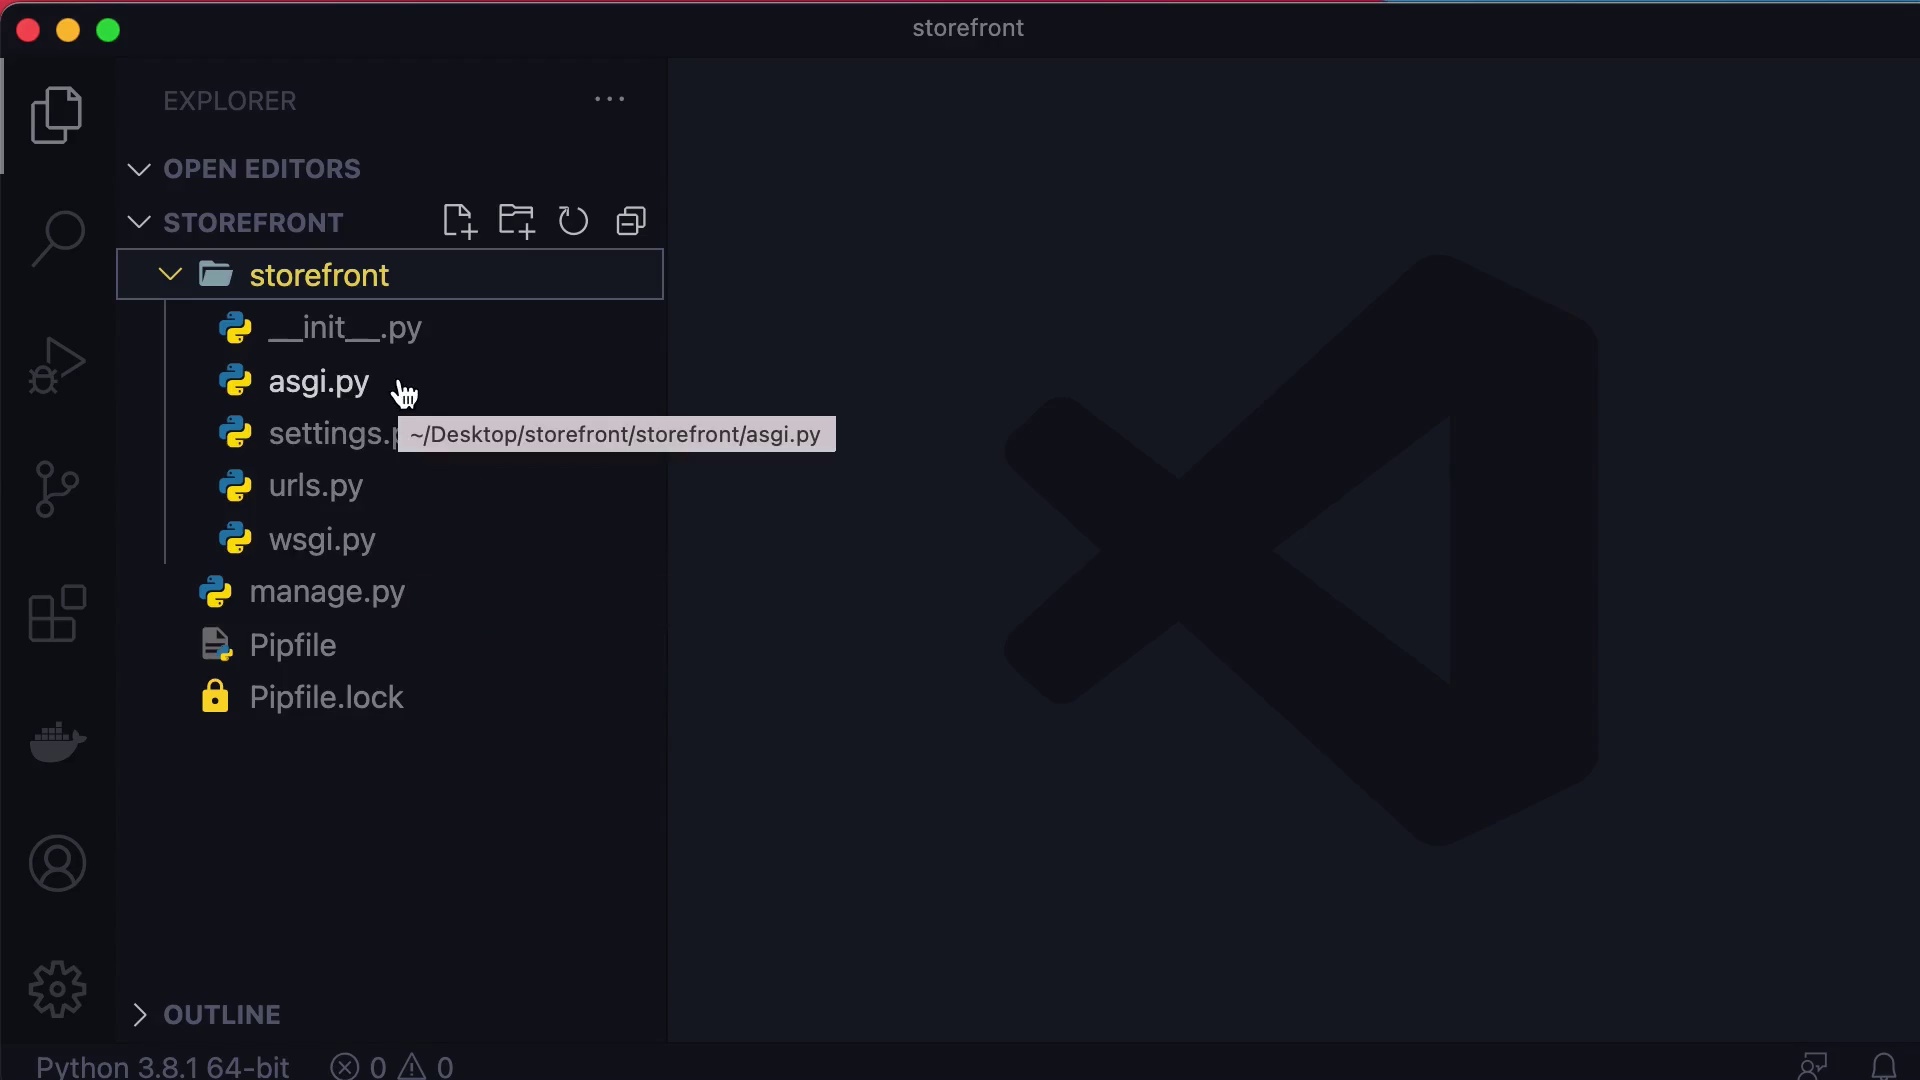 storefront
EXPLORER
OPEN EDITORS
STOREFRONT
storefront
__init__.py
asgi.py
settings.p
~/Desktop/storefront/storefront/asgi.py
urls.py
wsgi.py
manage.py
Pipfile
Pipfile.lock
OUTLINE
Python 3.8.1 64-bit 0 0